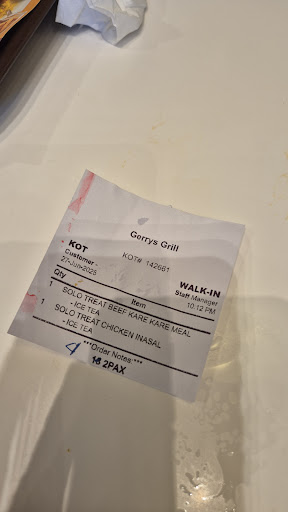 Gerrys Grill
KOT# 142661
KOT WALK-IN
Customer : Staff Manager
27-Jun-2025 10:12 PM
Qty Item
1 SOLO TREAT BEEF KARE KARE MEAL
- ICE TEA
1 SOLO TREAT CHICKEN INASAL
- ICE TEA
***Order Notes:***
2PAX